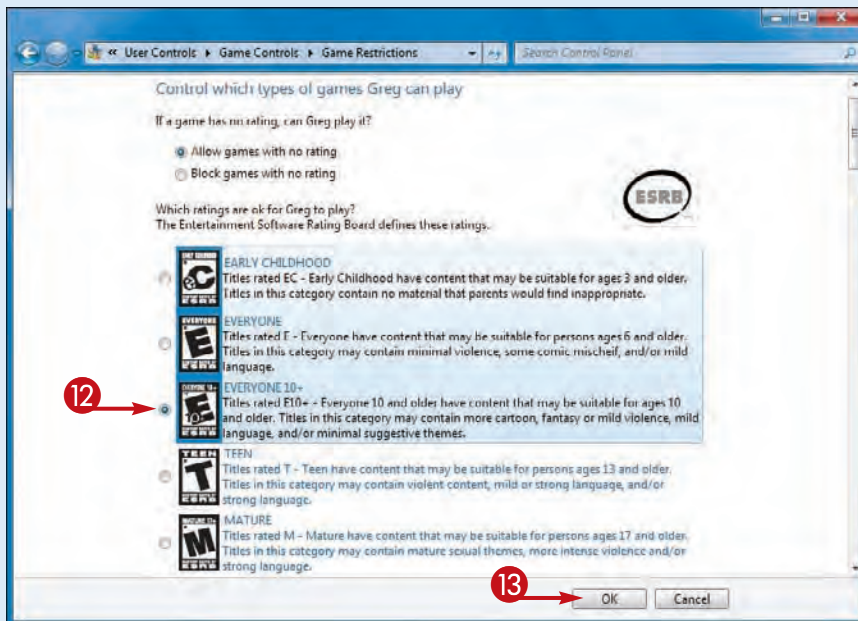 « User Controls ▸ Game Controls ▸ Game Restrictions
Search Control Panel
Control which types of games Greg can play
If a game has no rating, can Greg play it?
Allow games with no rating
Block games with no rating
ESRB
Which ratings are ok for Greg to play?
The Entertainment Software Rating Board defines these ratings.
EARLY CHILDHOOD
Titles rated EC - Early Childhood have content that may be suitable for ages 3 and older.
Titles in this category contain no material that parents would find inappropriate.
EVERYONE
EVERYONE
E
Titles rated E - Everyone have content that may be suitable for persons ages 6 and older.
Titles in this category may contain minimal violence, some comic mischeif, and/or mild
language.
12
EVERYONE 10+
EVERYONE 10+
E
10+
Titles rated E10+ - Everyone 10 and older have content that may be suitable for ages 10
and older. Titles in this category may contain more cartoon, fantasy or mild violence, mild
language, and/or minimal suggestive themes.
TEEN
TEEN
T
Titles rated T - Teen have content that may be suitable for persons ages 13 and older.
Titles in this category may contain violent content, mild or strong language, and/or
strong language.
MATURE 17+
MATURE
M
Titles rated M - Mature have content that may be suitable for persons ages 17 and older.
Titles in this category may contain mature sexual themes, more intense violence and/or
strong language.
13
OK
Cancel